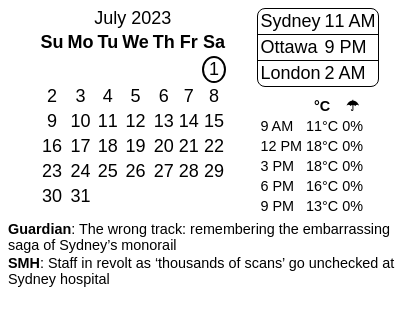 July 2023
Su Mo Tu We Th Fr Sa
1
2 3 4 5 6 7 8
9 10 11 12 13 14 15
16 17 18 19 20 21 22
23 24 25 26 27 28 29
30 31
Sydney 11 AM
Ottawa 9 PM
London 2 AM
°C ☂
9 AM 11°C 0%
12 PM 18°C 0%
3 PM 18°C 0%
6 PM 16°C 0%
9 PM 13°C 0%
Guardian: The wrong track: remembering the embarrassing
saga of Sydney’s monorail
SMH: Staff in revolt as ‘thousands of scans’ go unchecked at
Sydney hospital